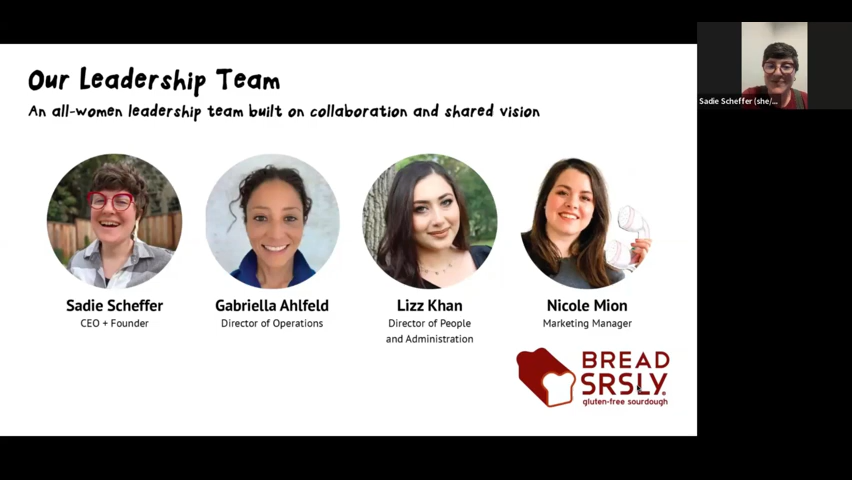 Our Leadership Team
An all-women leadership team built on collaboration and shared vision
Sadie Scheffer (she/...
Sadie Scheffer
CEO + Founder
Gabriella Ahlfeld
Director of Operations
Lizz Khan
Director of People
and Administration
Nicole Mion
Marketing Manager
BREAD
SRSLY®
gluten-free sourdough